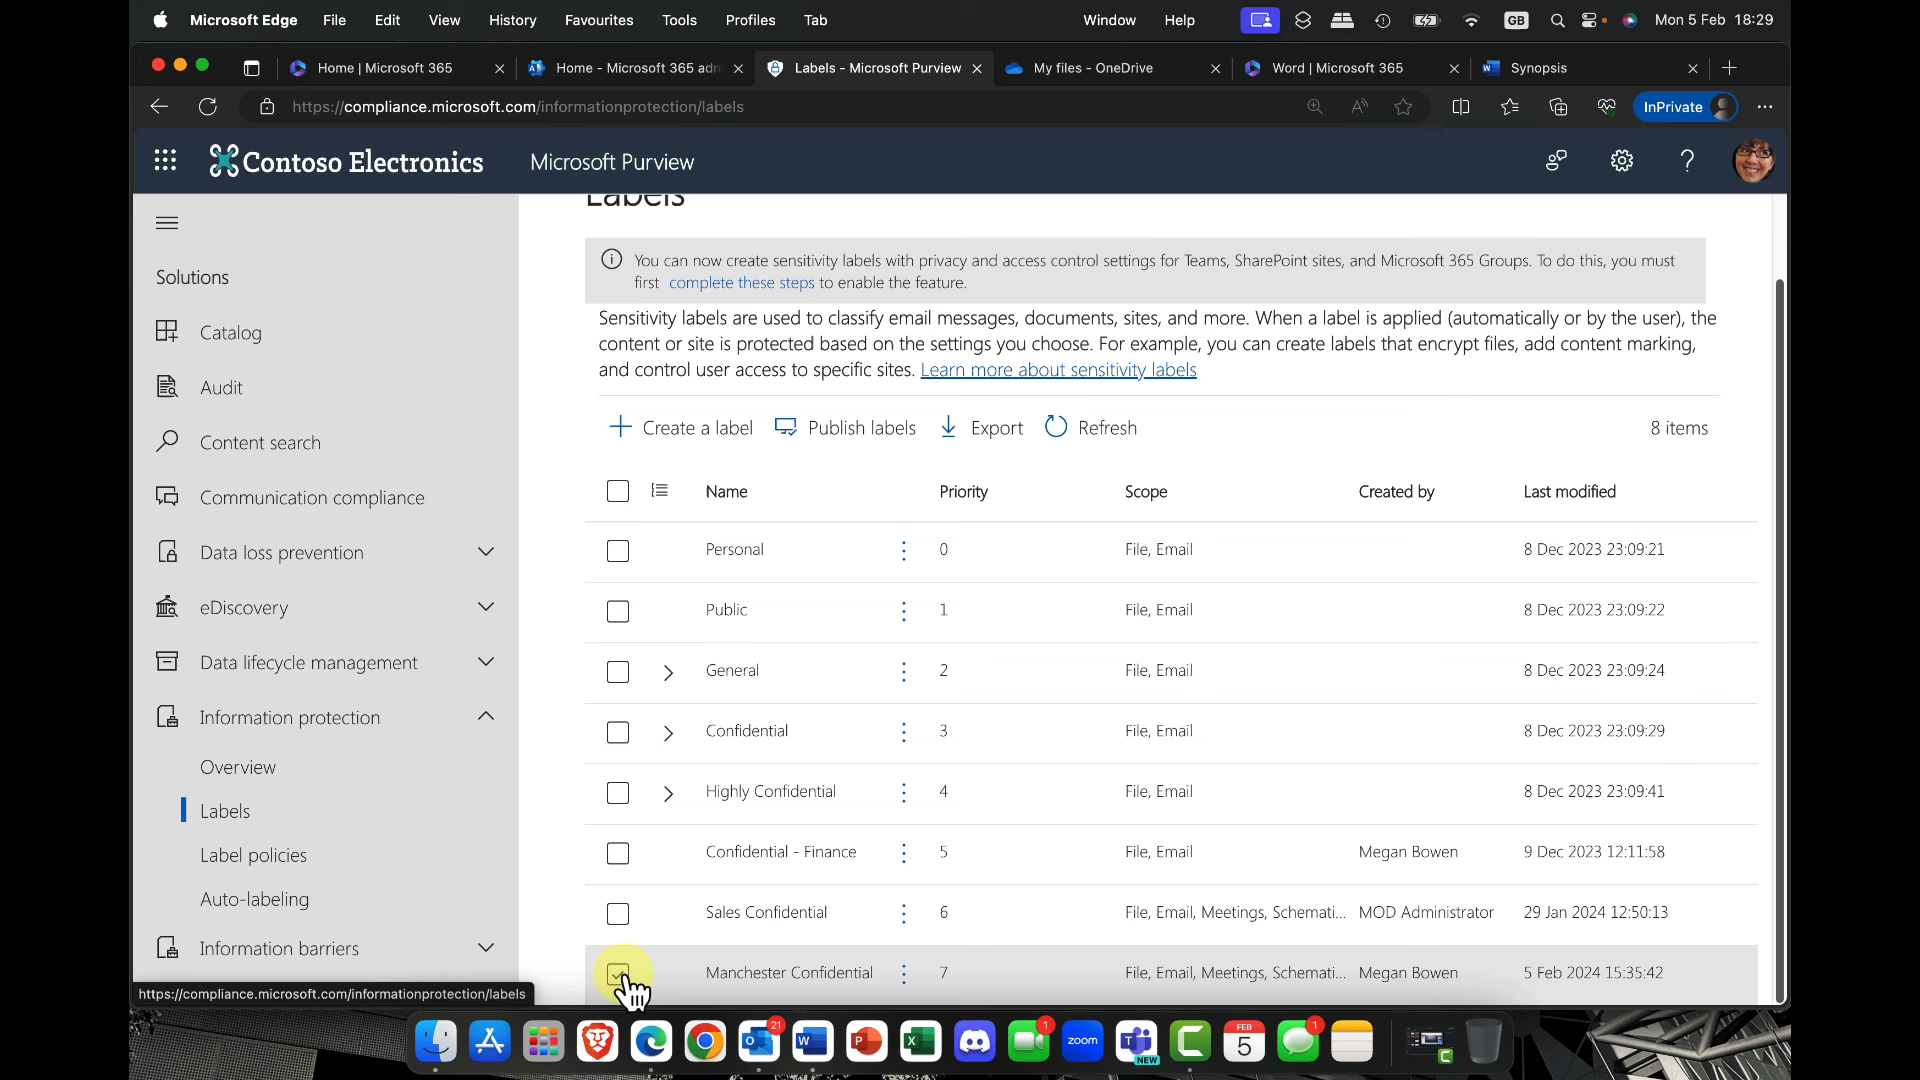 Microsoft Edge File Edit View History Favourites Tools Profiles Tab Window Help GB Mon 5 Feb 18:29
Home | Microsoft 365 Home - Microsoft 365 adm Labels - Microsoft Purview My files - OneDrive Word | Microsoft 365 Synopsis
https://compliance.microsoft.com/informationprotection/labels InPrivate
Contoso Electronics Microsoft Purview
Labels
Solutions
Catalog
Audit
Content search
Communication compliance
Data loss prevention
eDiscovery
Data lifecycle management
Information protection
Overview
Labels
Label policies
Auto-labeling
Information barriers
https://compliance.microsoft.com/informationprotection/labels
You can now create sensitivity labels with privacy and access control settings for Teams, SharePoint sites, and Microsoft 365 Groups. To do this, you must
first complete these steps to enable the feature.
Sensitivity labels are used to classify email messages, documents, sites, and more. When a label is applied (automatically or by the user), the
content or site is protected based on the settings you choose. For example, you can create labels that encrypt files, add content marking,
and control user access to specific sites. Learn more about sensitivity labels
Create a label Publish labels Export Refresh 8 items
Name Priority Scope Created by Last modified
Personal 0 File, Email 8 Dec 2023 23:09:21
Public 1 File, Email 8 Dec 2023 23:09:22
General 2 File, Email 8 Dec 2023 23:09:24
Confidential 3 File, Email 8 Dec 2023 23:09:29
Highly Confidential 4 File, Email 8 Dec 2023 23:09:41
Confidential - Finance 5 File, Email Megan Bowen 9 Dec 2023 12:11:58
Sales Confidential 6 File, Email, Meetings, Schemati... MOD Administrator 29 Jan 2024 12:50:13
Manchester Confidential 7 File, Email, Meetings, Schemati... Megan Bowen 5 Feb 2024 15:35:42
21 1 zoom NEW FEB 5 1